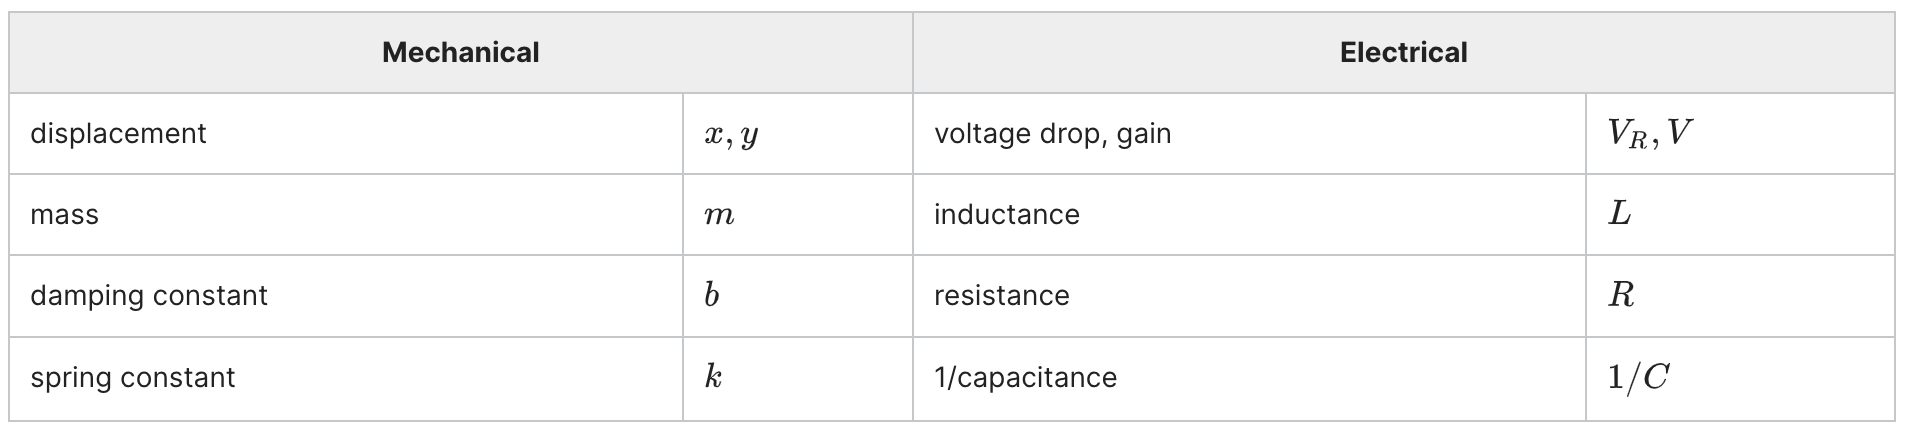 Mechanical Electrical
displacement x, y voltage drop, gain V_R, V
mass m inductance L
damping constant b resistance R
spring constant k 1/capacitance 1/C